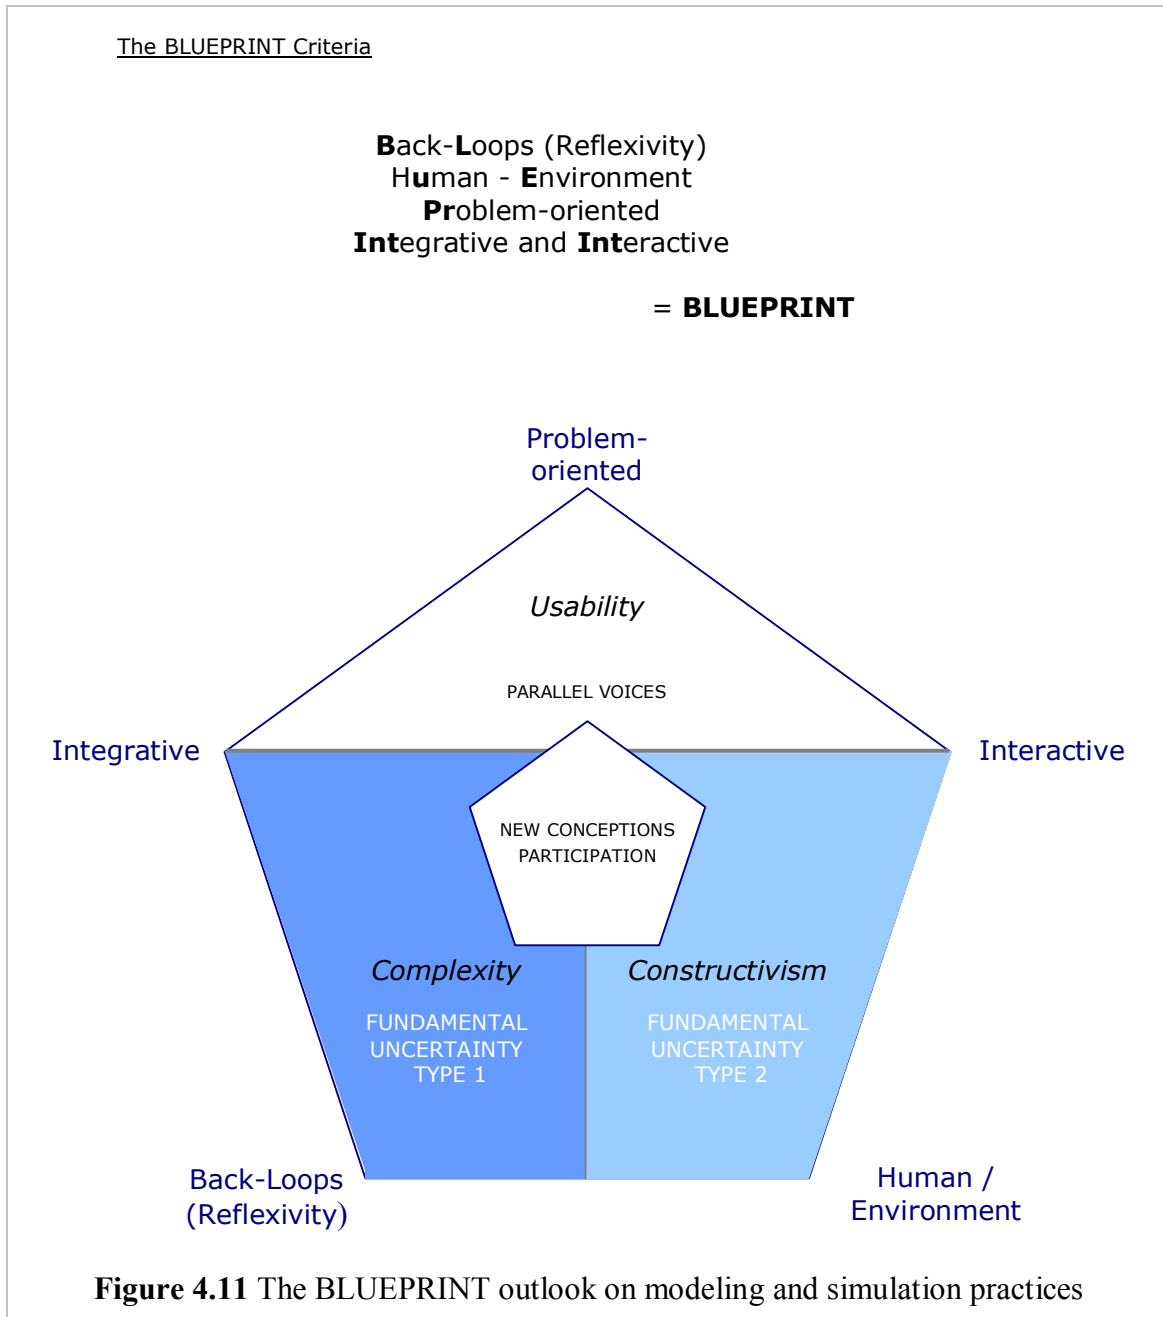 The BLUEPRINT Criteria
Back-Loops (Reflexivity)
Human - Environment
Problem-oriented
Integrative and Interactive
= BLUEPRINT
Problem-
oriented
Usability
PARALLEL VOICES
Integrative
Interactive
NEW CONCEPTIONS
PARTICIPATION
Complexity
FUNDAMENTAL
UNCERTAINTY
TYPE 1
Constructivism
FUNDAMENTAL
UNCERTAINTY
TYPE 2
Back-Loops
(Reflexivity)
Human /
Environment
Figure 4.11 The BLUEPRINT outlook on modeling and simulation practices